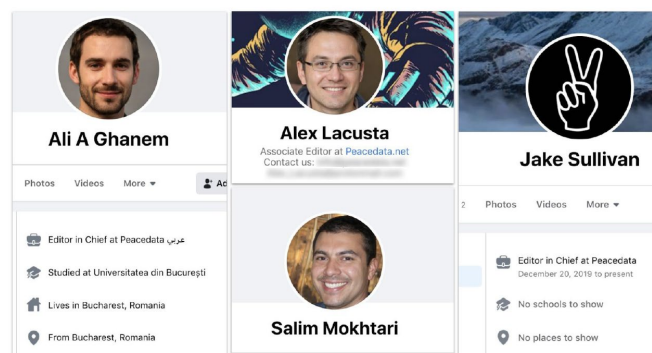 Ali A Ghanem
Photos Videos More
Ad
Editor in Chief at Peacedata عربي
Studied at Universitatea din București
Lives in Bucharest, Romania
From Bucharest, Romania
Alex Lacusta
Associate Editor at Peacedata.net
Contact us:
Salim Mokhtari
Jake Sullivan
2 Photos Videos More
Editor in Chief at Peacedata
December 20, 2019 to present
No schools to show
No places to show